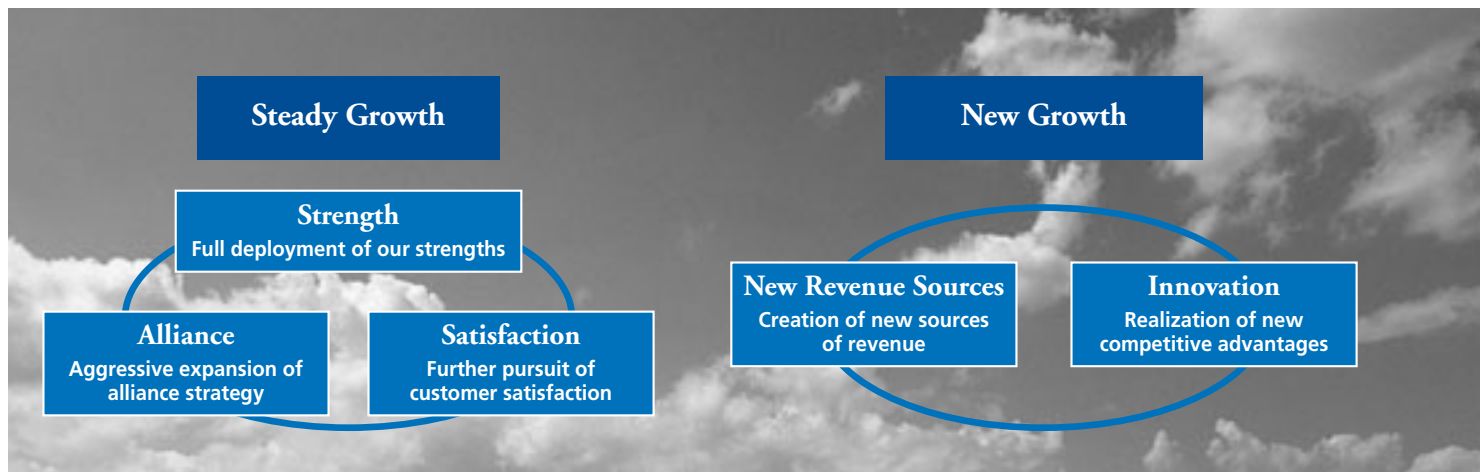 Steady Growth
Strength
Full deployment of our strengths
Alliance
Aggressive expansion of
alliance strategy
Satisfaction
Further pursuit of
customer satisfaction
New Growth
New Revenue Sources
Creation of new sources
of revenue
Innovation
Realization of new
competitive advantages